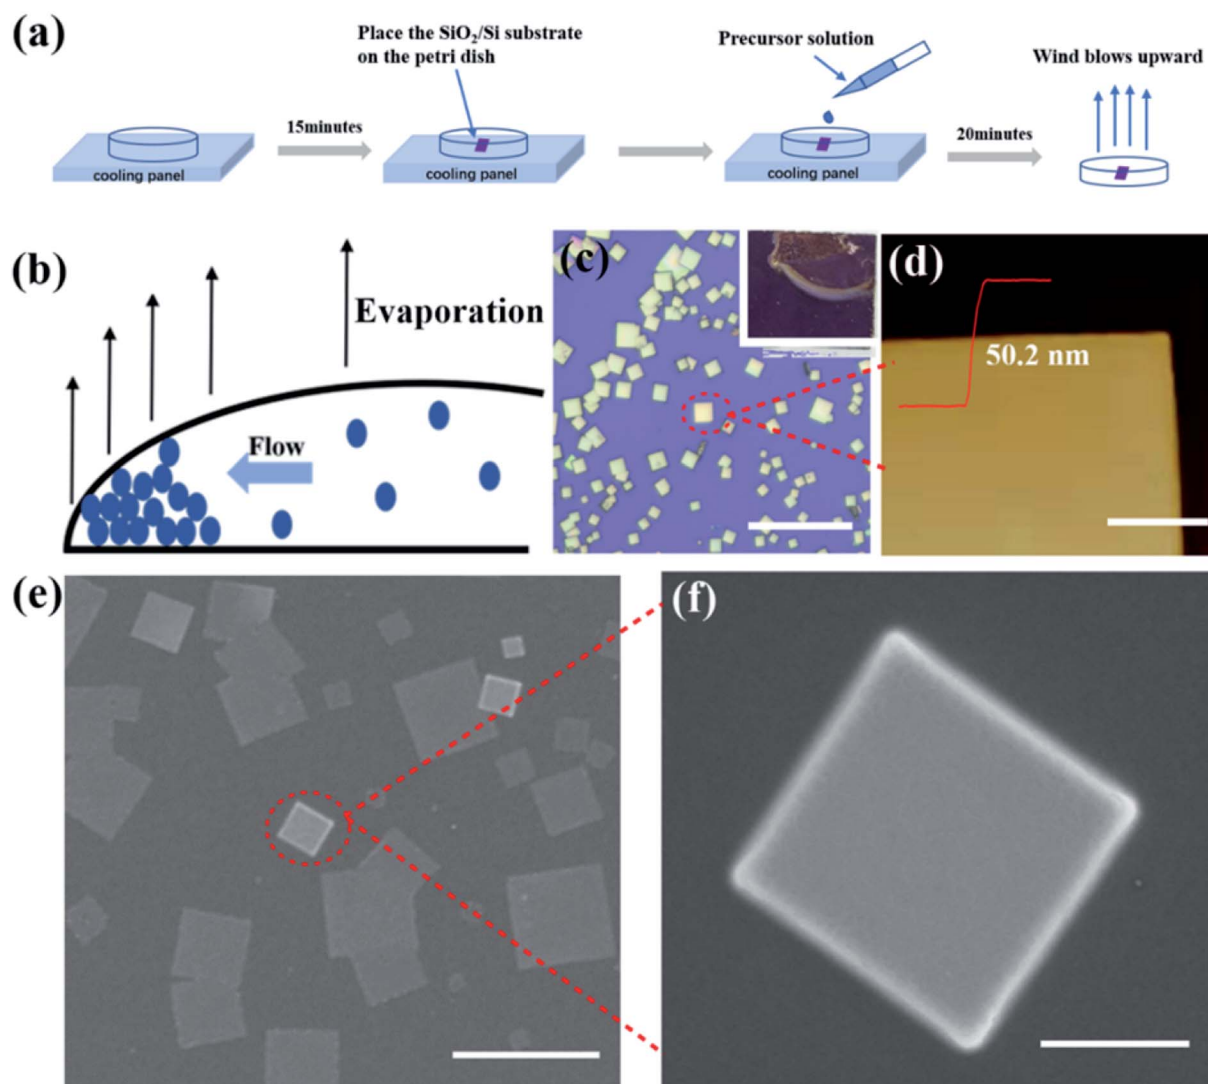 (a)
Place the SiO₂/Si substrate
on the petri dish
Precursor solution
Wind blows upward
15minutes
20minutes
cooling panel
cooling panel
cooling panel
(b)
Evaporation
Flow
(c)
(d)
50.2 nm
(e)
(f)